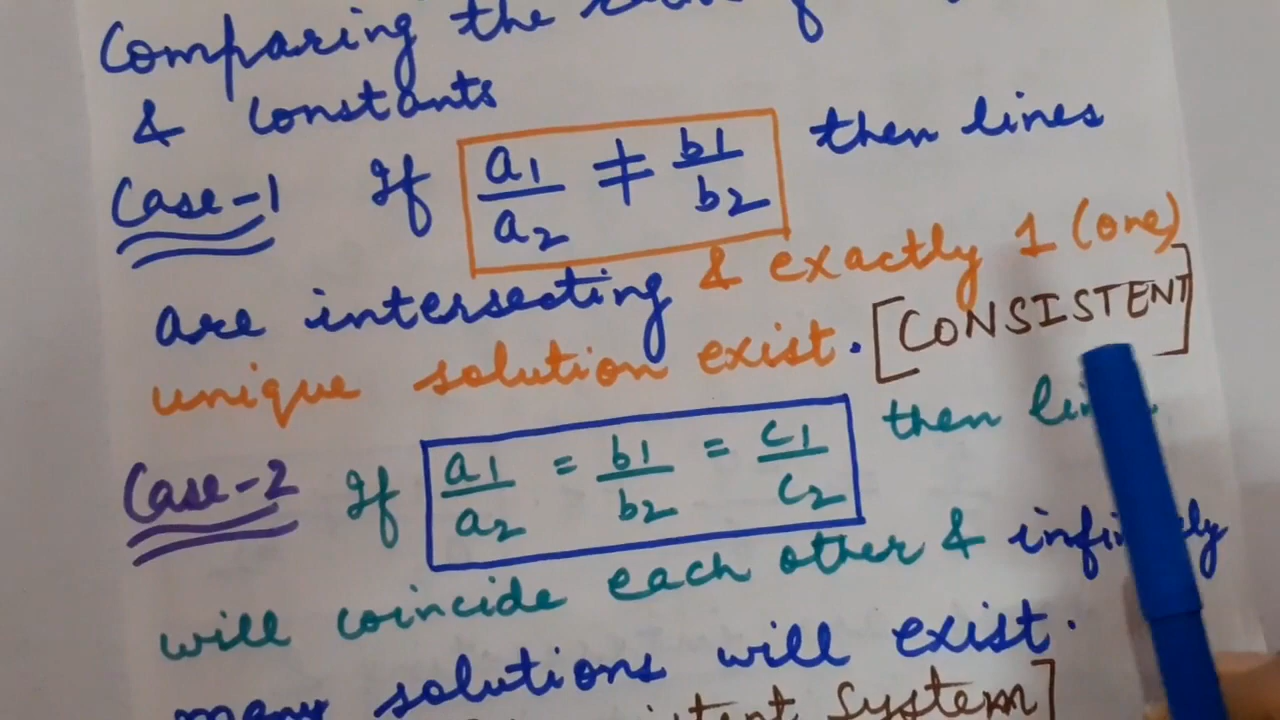 Comparing the
& constants
Case-1 If a1/a2 ≠ b1/b2 then lines
are intersecting & exactly 1 (one)
unique solution exist. [CONSISTENT]
Case-2 If a1/a2 = b1/b2 = c1/c2 then
will coincide each other &
many solutions will exist.
System]